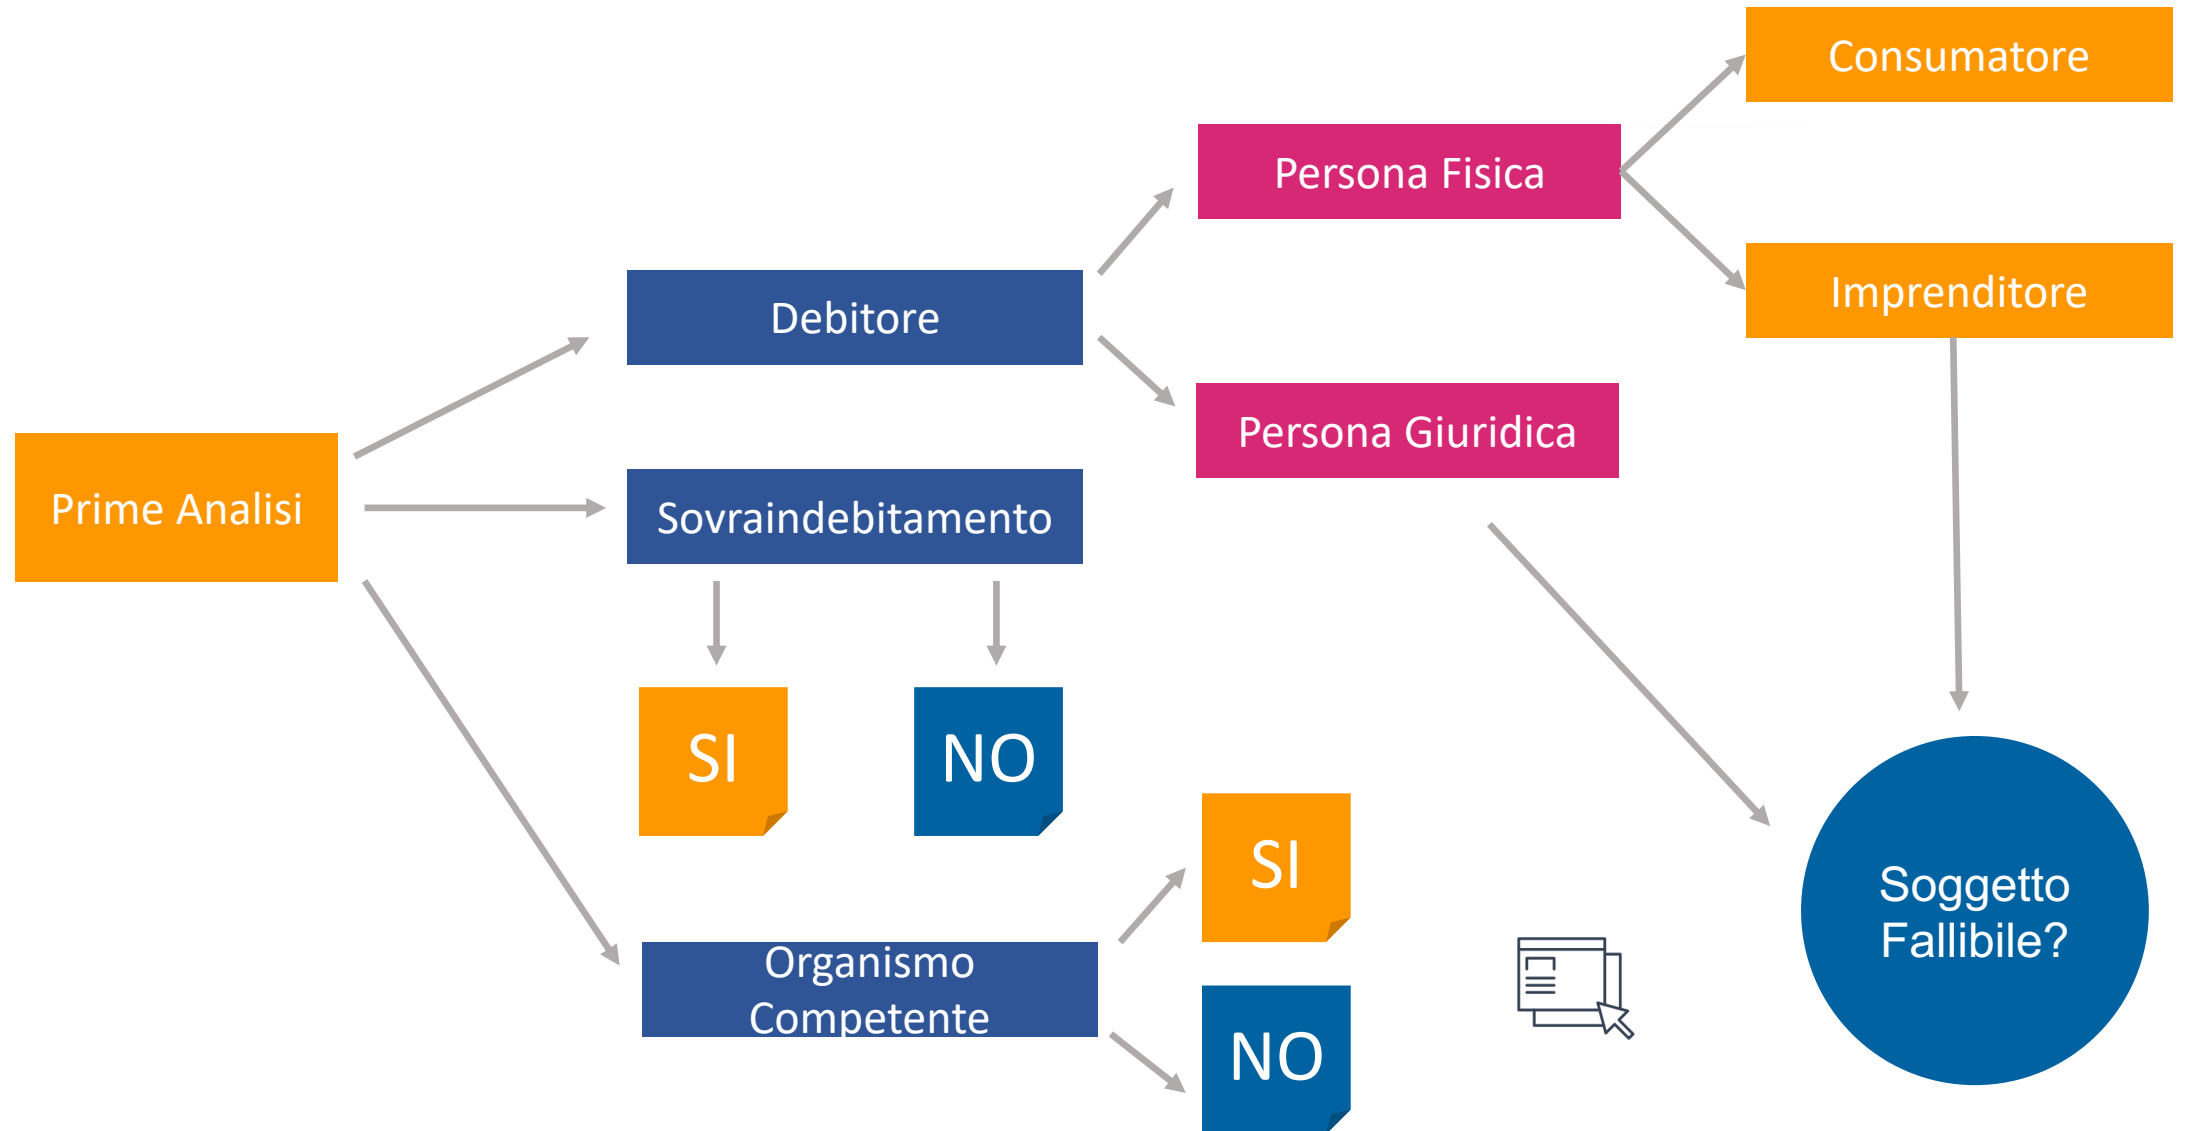 Consumatore
Persona Fisica
Imprenditore
Debitore
Persona Giuridica
Prime Analisi
Sovraindebitamento
SI
NO
SI
Organismo
Competente
NO
Soggetto
Fallibile?